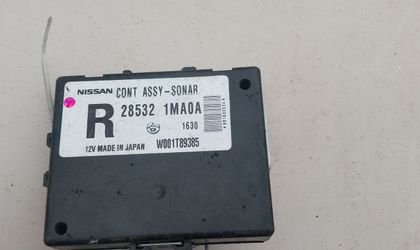 NISSAN CONT ASSY-SONAR
R 28532 1MA0A
1630
12V MADE IN JAPAN W001T89385